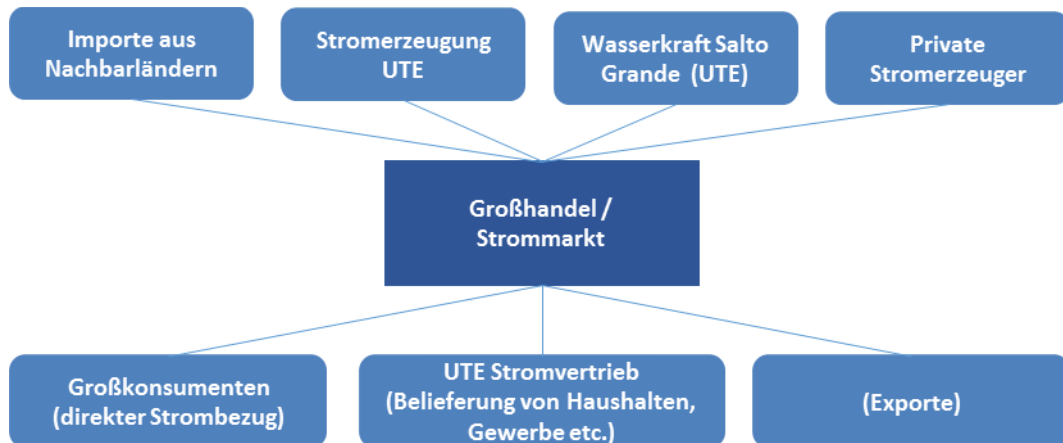 Importe aus
Nachbarländern
Stromerzeugung
UTE
Wasserkraft Salto
Grande (UTE)
Private
Stromerzeuger
Großhandel /
Strommarkt
Großkonsumenten
(direkter Strombezug)
UTE Stromvertrieb
(Belieferung von Haushalten,
Gewerbe etc.)
(Exporte)